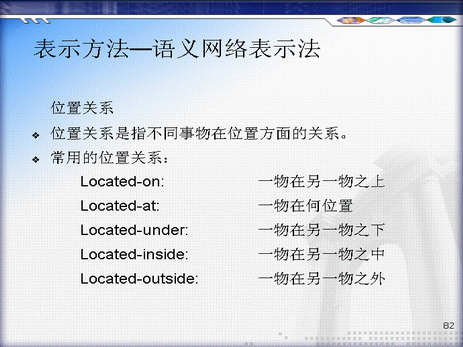 表示方法—语义网络表示法
位置关系
❖ 位置关系是指不同事物在位置方面的关系。
❖ 常用的位置关系：
Located-on: 一物在另一物之上
Located-at: 一物在何位置
Located-under: 一物在另一物之下
Located-inside: 一物在另一物之中
Located-outside: 一物在另一物之外
82